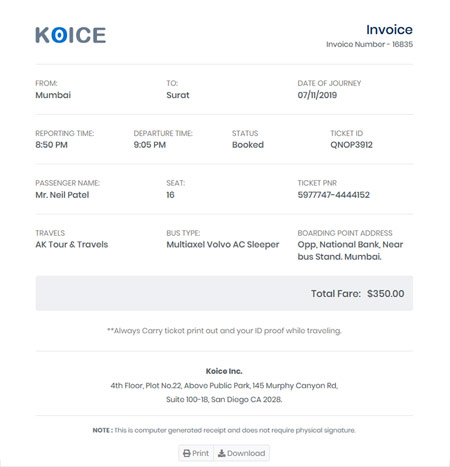 KOICE
Invoice
Invoice Number - 16835
FROM: TO: DATE OF JOURNEY
Mumbai Surat 07/11/2019
REPORTING TIME: DEPARTURE TIME: STATUS TICKET ID
8:50 PM 9:05 PM Booked QNOP3912
PASSENGER NAME: SEAT: TICKET PNR
Mr. Neil Patel 16 5977747-4444152
TRAVELS BUS TYPE: BOARDING POINT ADDRESS
AK Tour & Travels Multiaxel Volvo AC Sleeper Opp, National Bank, Near
bus Stand. Mumbai.
Total Fare: $350.00
**Always Carry ticket print out and your ID proof while traveling.
Koice Inc.
4th Floor, Plot No.22, Above Public Park, 145 Murphy Canyon Rd,
Suite 100-18, San Diego CA 2028.
NOTE : This is computer generated receipt and does not require physical signature.
Print Download